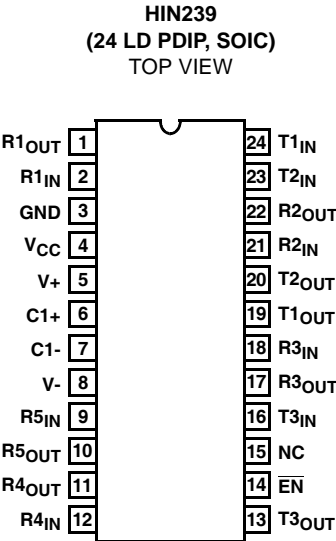 HIN239
(24 LD PDIP, SOIC)
TOP VIEW
R1OUT 1 24 T1IN
R1IN 2 23 T2IN
GND 3 22 R2OUT
VCC 4 21 R2IN
V+ 5 20 T2OUT
C1+ 6 19 T1OUT
C1- 7 18 R3IN
V- 8 17 R3OUT
R5IN 9 16 T3IN
R5OUT 10 15 NC
R4OUT 11 14 E̅N̅
R4IN 12 13 T3OUT